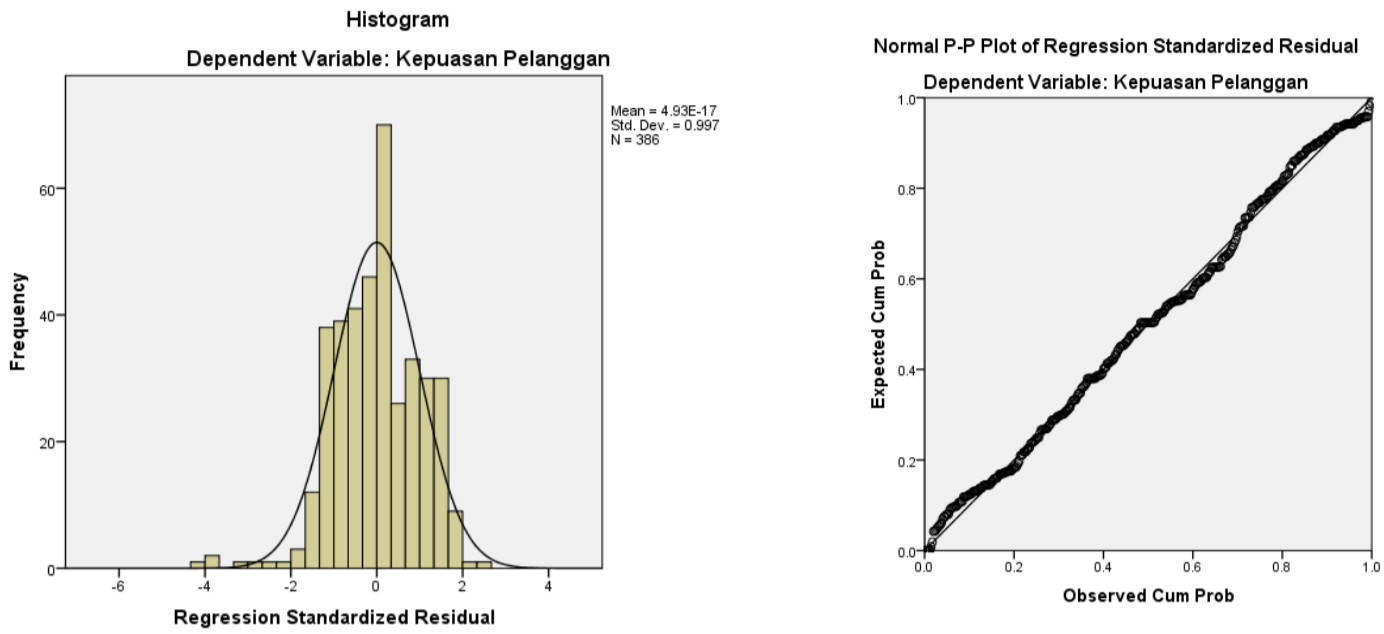 Histogram
Dependent Variable: Kepuasan Pelanggan
Mean = 4.93E-17
Std. Dev. = 0.997
N = 386
Frequency
60
40
20
0
-6 -4 -2 0 2 4
Regression Standardized Residual
Normal P-P Plot of Regression Standardized Residual
Dependent Variable: Kepuasan Pelanggan
Expected Cum Prob
1.0
0.8
0.6
0.4
0.2
0.0
0.0 0.2 0.4 0.6 0.8 1.0
Observed Cum Prob